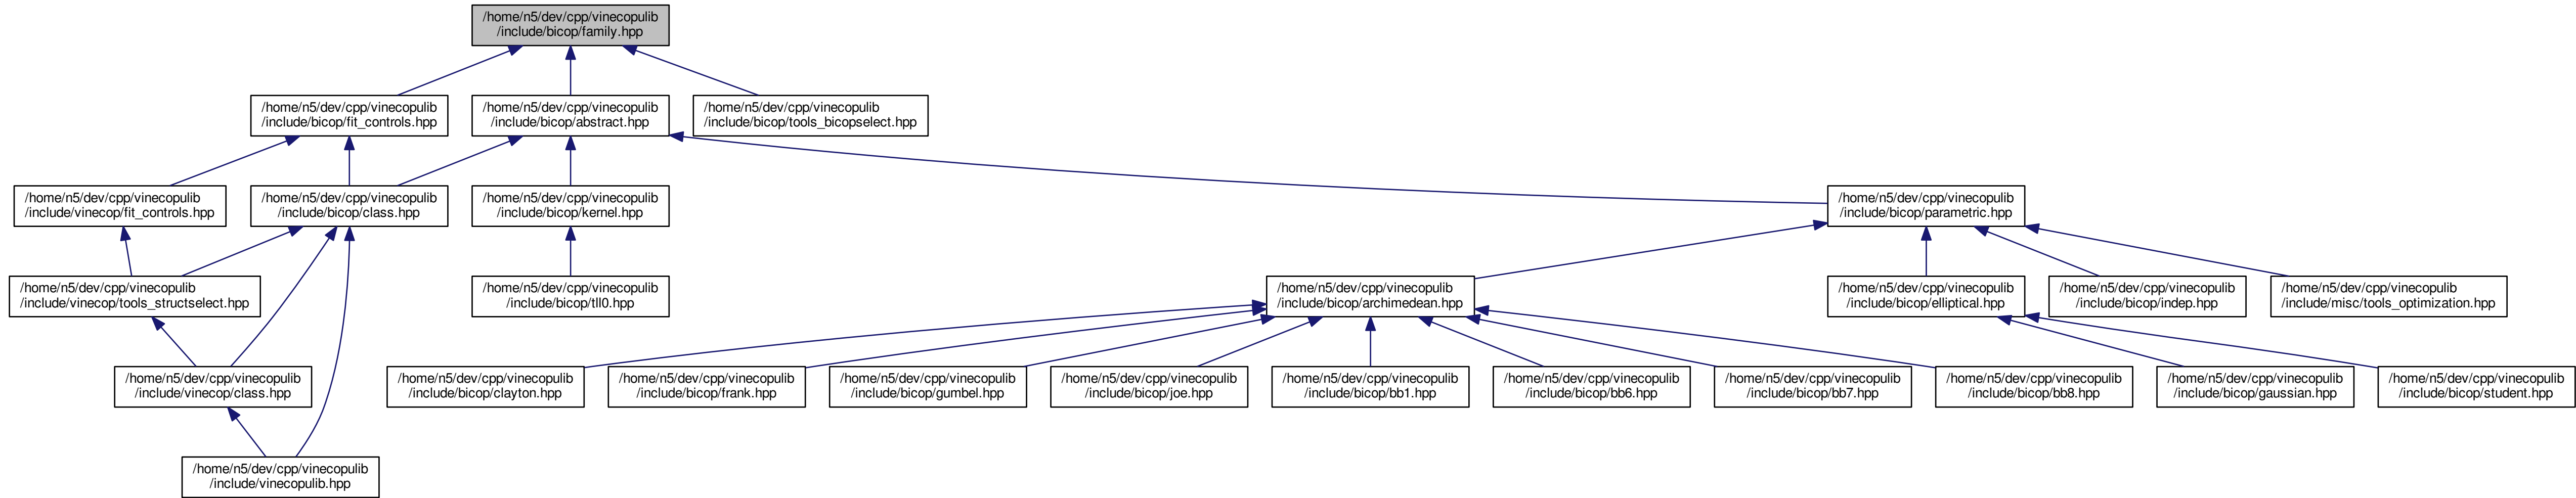 /home/n5/dev/cpp/vinecopulib
/include/bicop/family.hpp
/home/n5/dev/cpp/vinecopulib
/include/bicop/fit_controls.hpp
/home/n5/dev/cpp/vinecopulib
/include/bicop/abstract.hpp
/home/n5/dev/cpp/vinecopulib
/include/bicop/tools_bicopselect.hpp
/home/n5/dev/cpp/vinecopulib
/include/vinecop/fit_controls.hpp
/home/n5/dev/cpp/vinecopulib
/include/bicop/class.hpp
/home/n5/dev/cpp/vinecopulib
/include/bicop/kernel.hpp
/home/n5/dev/cpp/vinecopulib
/include/bicop/parametric.hpp
/home/n5/dev/cpp/vinecopulib
/include/vinecop/tools_structselect.hpp
/home/n5/dev/cpp/vinecopulib
/include/bicop/tll0.hpp
/home/n5/dev/cpp/vinecopulib
/include/bicop/archimedean.hpp
/home/n5/dev/cpp/vinecopulib
/include/bicop/elliptical.hpp
/home/n5/dev/cpp/vinecopulib
/include/bicop/indep.hpp
/home/n5/dev/cpp/vinecopulib
/include/misc/tools_optimization.hpp
/home/n5/dev/cpp/vinecopulib
/include/vinecop/class.hpp
/home/n5/dev/cpp/vinecopulib
/include/bicop/clayton.hpp
/home/n5/dev/cpp/vinecopulib
/include/bicop/frank.hpp
/home/n5/dev/cpp/vinecopulib
/include/bicop/gumbel.hpp
/home/n5/dev/cpp/vinecopulib
/include/bicop/joe.hpp
/home/n5/dev/cpp/vinecopulib
/include/bicop/bb1.hpp
/home/n5/dev/cpp/vinecopulib
/include/bicop/bb6.hpp
/home/n5/dev/cpp/vinecopulib
/include/bicop/bb7.hpp
/home/n5/dev/cpp/vinecopulib
/include/bicop/bb8.hpp
/home/n5/dev/cpp/vinecopulib
/include/bicop/gaussian.hpp
/home/n5/dev/cpp/vinecopulib
/include/bicop/student.hpp
/home/n5/dev/cpp/vinecopulib
/include/vinecopulib.hpp